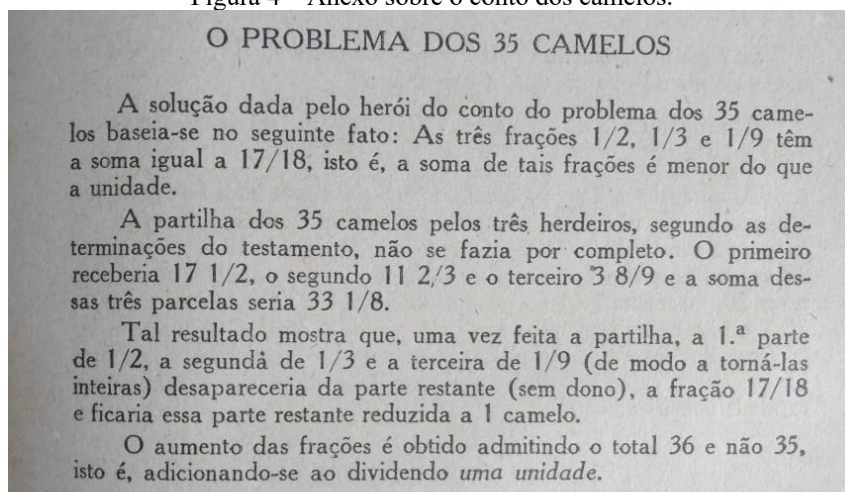 Figura 4 – Anexo sobre o conto dos camelos.
O PROBLEMA DOS 35 CAMELOS
A solução dada pelo herói do conto do problema dos 35 came-
los baseia-se no seguinte fato: As três frações 1/2, 1/3 e 1/9 têm
a soma igual a 17/18, isto é, a soma de tais frações é menor do que
a unidade.
A partilha dos 35 camelos pelos três herdeiros, segundo as de-
terminações do testamento, não se fazia por completo. O primeiro
receberia 17 1/2, o segundo 11 2/3 e o terceiro 3 8/9 e a soma des-
sas três parcelas seria 33 1/8.
Tal resultado mostra que, uma vez feita a partilha, a 1.ª parte
de 1/2, a segunda de 1/3 e a terceira de 1/9 (de modo a torná-las
inteiras) desapareceria da parte restante (sem dono), a fração 17/18
e ficaria essa parte restante reduzida a 1 camelo.
O aumento das frações é obtido admitindo o total 36 e não 35,
isto é, adicionando-se ao dividendo uma unidade.